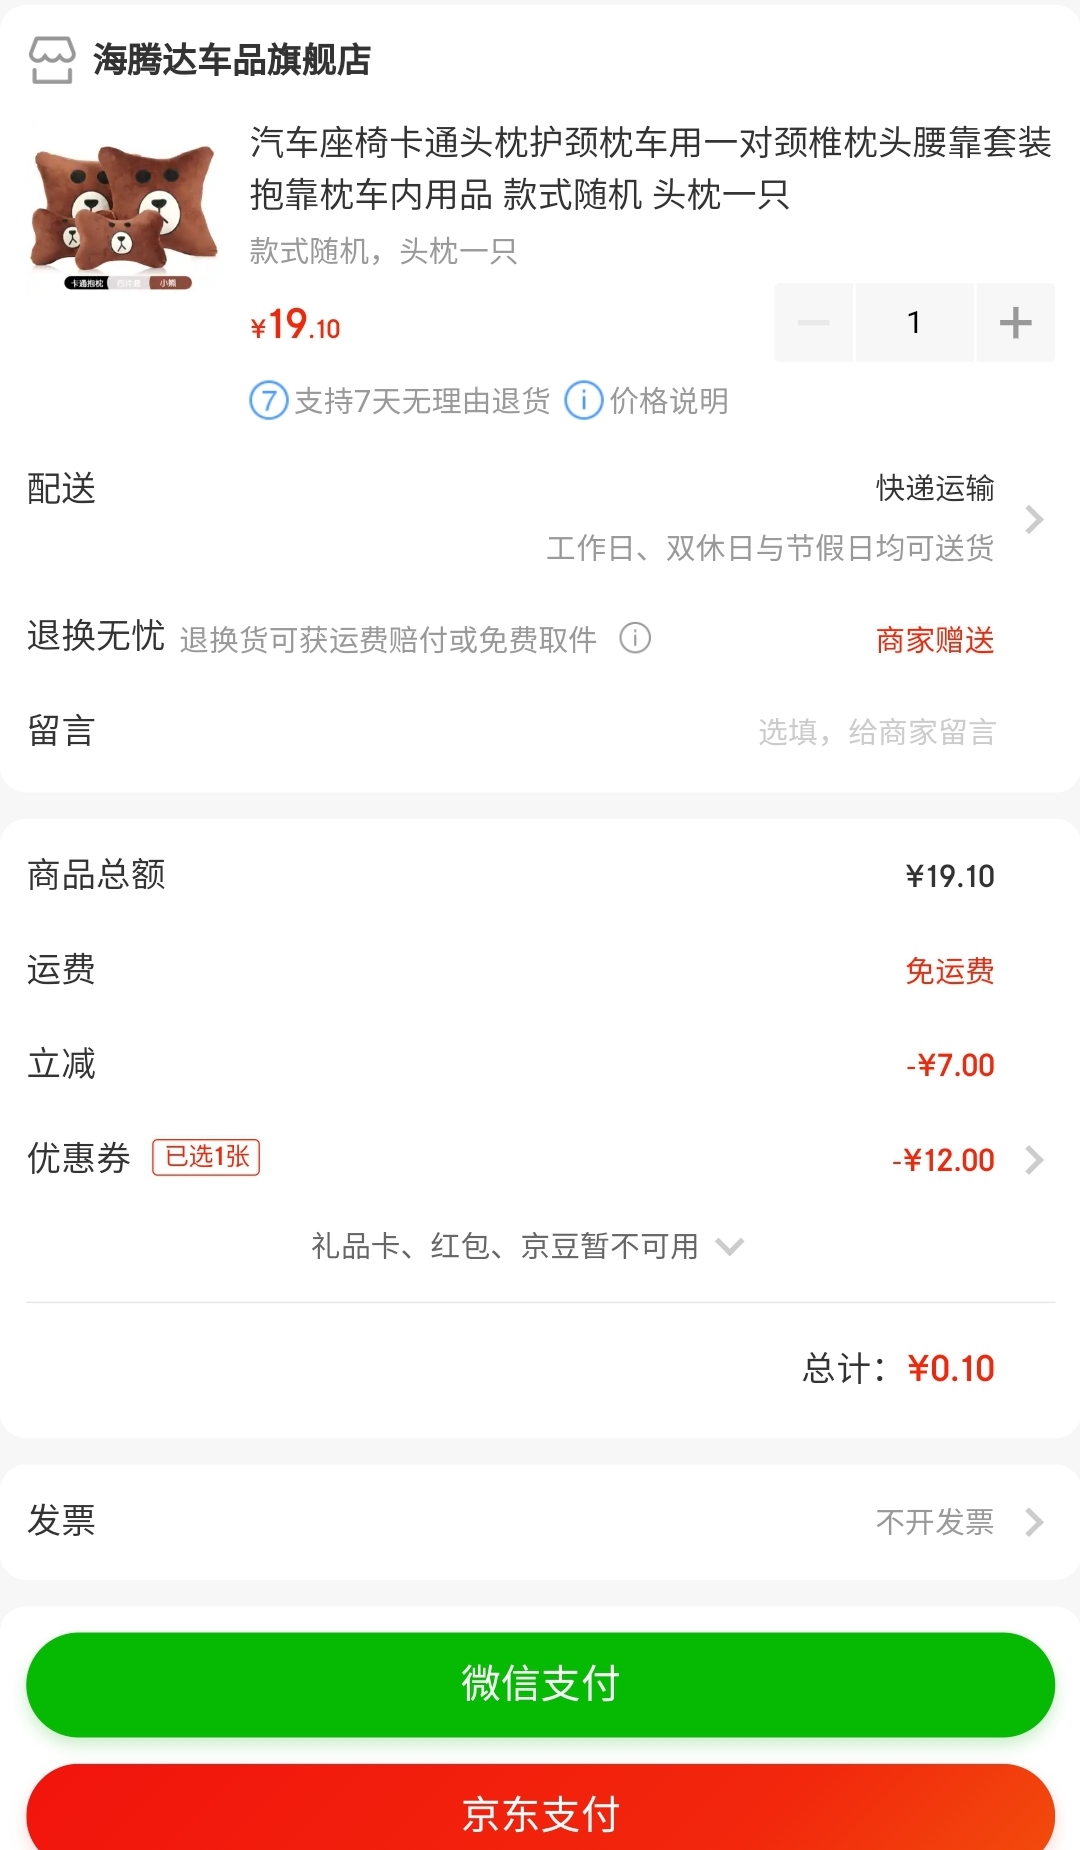 海腾达车品旗舰店
汽车座椅卡通头枕护颈枕车用一对颈椎枕头腰靠套装
抱靠枕车内用品 款式随机 头枕一只
款式随机，头枕一只
卡通抱枕
小熊
¥19.10
1
7 支持7天无理由退货 价格说明
配送
快递运输
工作日、双休日与节假日均可送货
退换无忧 退换货可获运费赔付或免费取件 商家赠送
留言 选填，给商家留言
商品总额 ¥19.10
运费 免运费
立减 -¥7.00
优惠券 已选1张 -¥12.00
礼品卡、红包、京豆暂不可用
总计：¥0.10
发票 不开发票
微信支付
京东支付